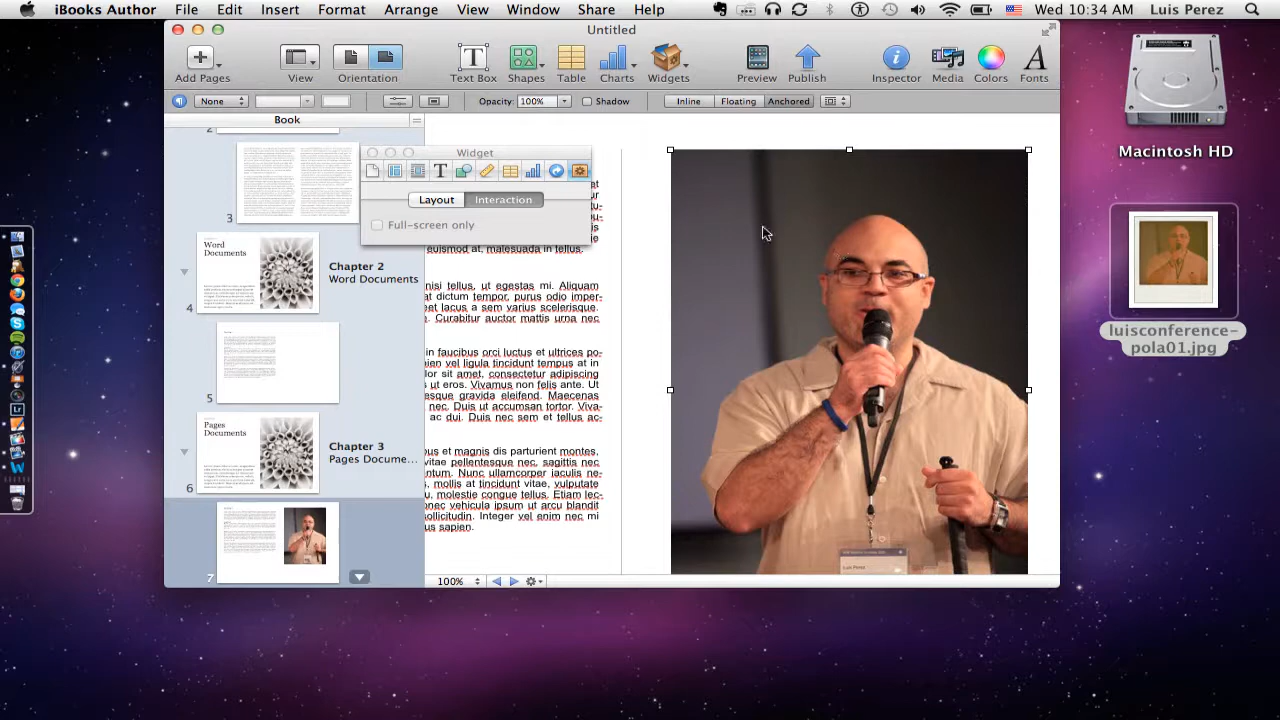 iBooks Author File Edit Insert Format Arrange View Window Share Help Wed 10:34 AM Luis Perez
Untitled
Add Pages View Orientation Text Box Shapes Table Charts Widgets Preview Publish Inspector Media Colors Fonts
None Opacity: 100% Shadow Inline Floating Anchored
Book
2
3
Word
Documents
Chapter 2
Word Documents
4
5
Pages
Documents
Chapter 3
Pages Docume...
6
7
Widget
Layout Interaction
Full-screen only
euismod at, malesuada in tellus.
nisi tellus, ut egestas mi. Aliquam
at dictum tempor, purus odio imper-
et lacus a sem varius scelerisque.
Curabitur auctor mattis urna nec
in faucibus orci luctus et ultrices po-
en vel ligula tincidunt tempus at in
er sit amet, consectetur adipiscing
ut eros. Vivamus non felis ante. Ut
esque gravida eleifend. Maecenas
nec. Duis ut accumsan tortor. Viva-
ac dui. Duis nec sem et tellus ac-
us et magnis dis parturient montes,
vitae pellentesque nec, sagittis nec
ntum. Nunc ullamcorper iaculis ne-
m at tincidunt vitae, vulputate
molestie congue tellus. Etiam lec-
nec vehicula ipsum ut arcu blandit
ollicitudin. Integer vel enim nec mi
us sapien.
100%
Luis Perez
Macintosh HD
luisconference-
pola01.jpg